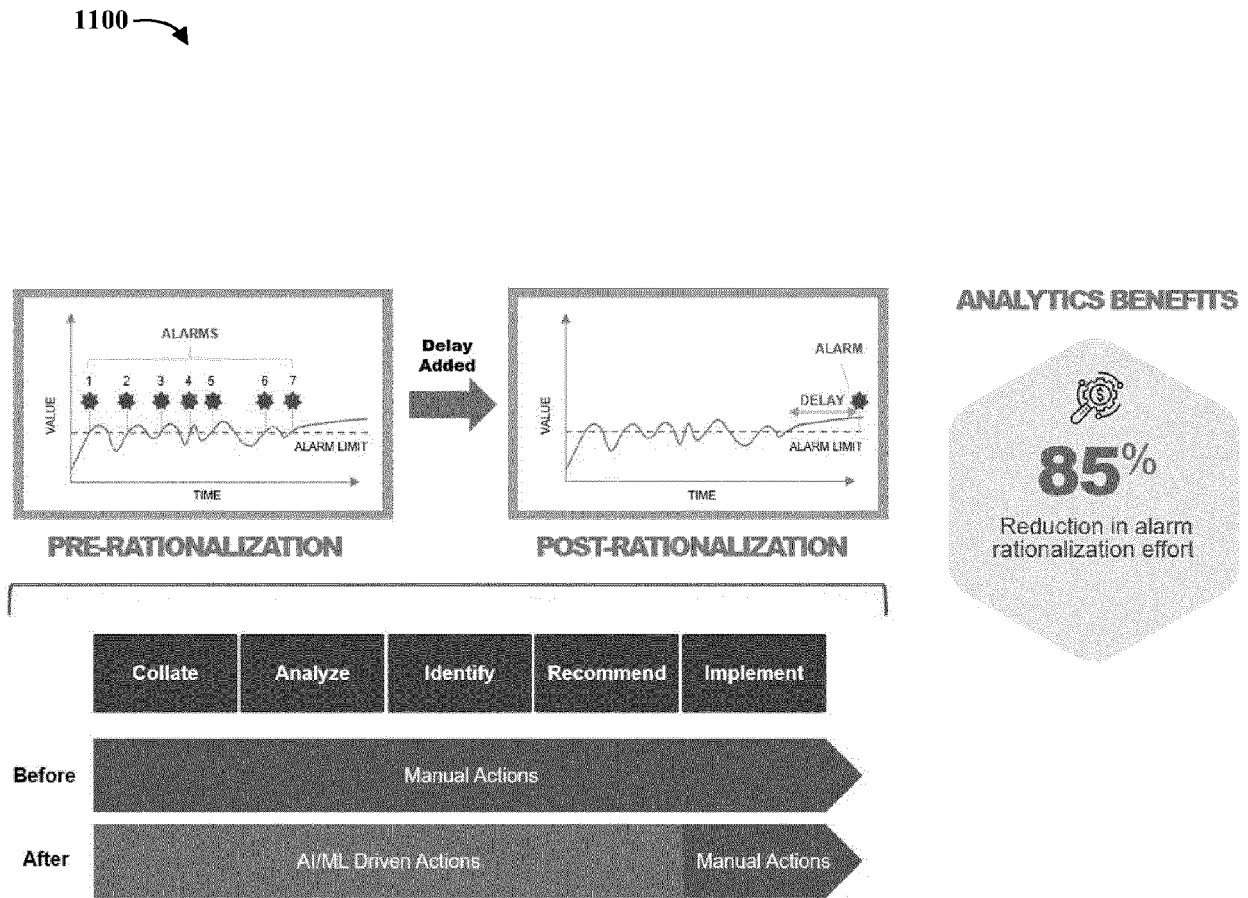 1100
ALARMS
1 2 3 4 5 6 7
VALUE
ALARM LIMIT
TIME
PRE-RATIONALIZATION
Delay
Added
ALARM
DELAY
VALUE
ALARM LIMIT
TIME
POST-RATIONALIZATION
ANALYTICS BENEFITS
$
85%
Reduction in alarm
rationalization effort
Collate Analyze Identify Recommend Implement
Before Manual Actions
After AI/ML Driven Actions Manual Actions